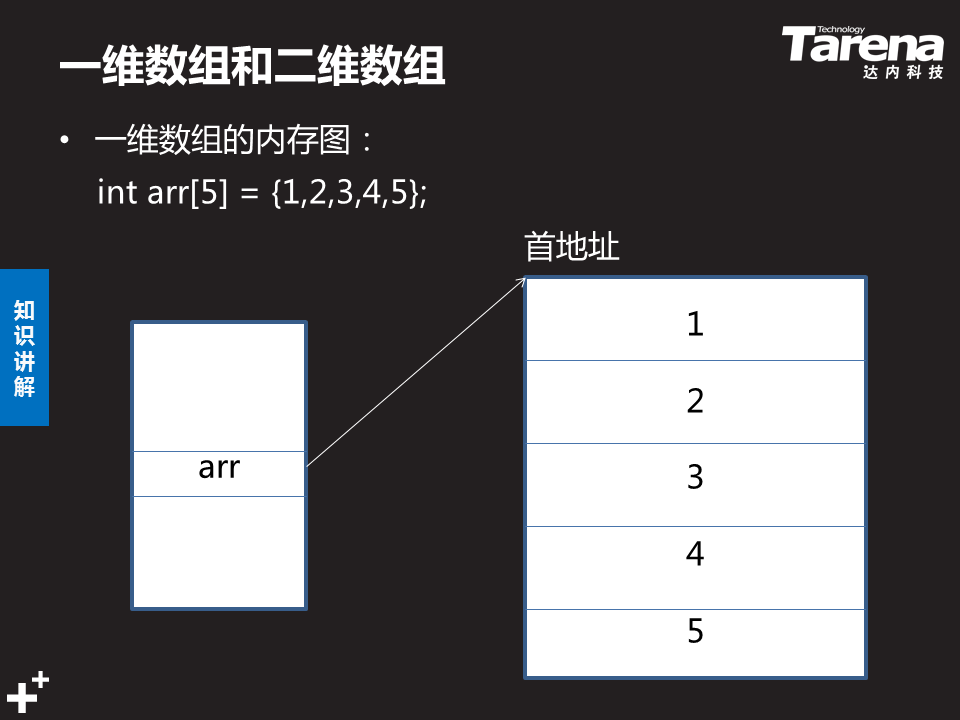 一维数组和二维数组
Technology
Tarena
达内科技
• 一维数组的内存图：
int arr[5] = {1,2,3,4,5};
首地址
知识讲解
1
2
arr
3
4
5